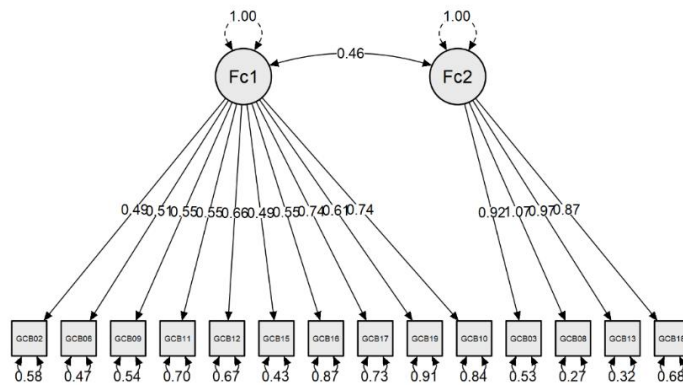 1.00 1.00
0.46
Fc1 Fc2
0.49 0.51 0.55 0.55 0.66 0.49 0.55 0.74 0.61 0.74 0.92 1.07 0.97 0.87
GCB02 GCB06 GCB09 GCB11 GCB12 GCB15 GCB16 GCB17 GCB19 GCB10 GCB03 GCB08 GCB13 GCB18
0.58 0.47 0.54 0.70 0.67 0.43 0.87 0.73 0.91 0.84 0.53 0.27 0.32 0.68